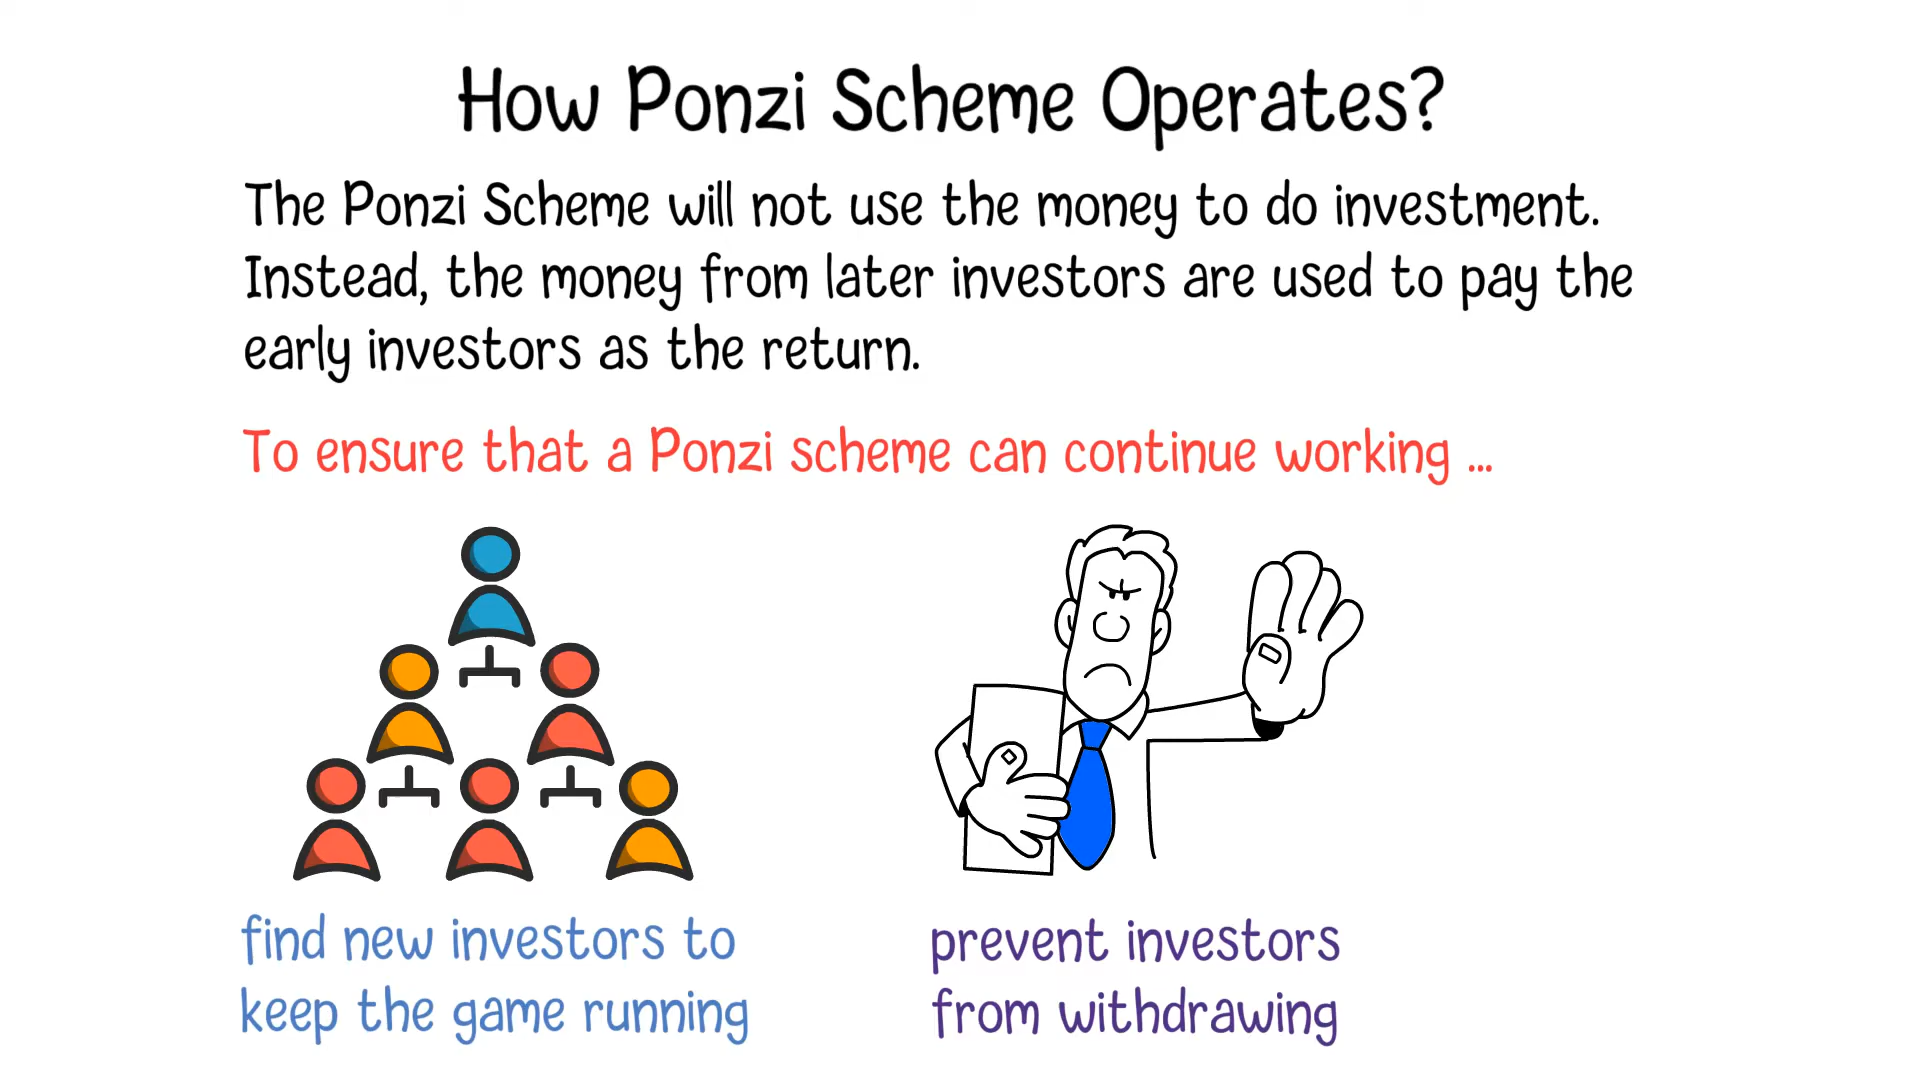 How Ponzi Scheme Operates?
The Ponzi Scheme will not use the money to do investment.
Instead, the money from later investors are used to pay the
early investors as the return.
To ensure that a Ponzi scheme can continue working ...
find new investors to
keep the game running
prevent investors
from withdrawing